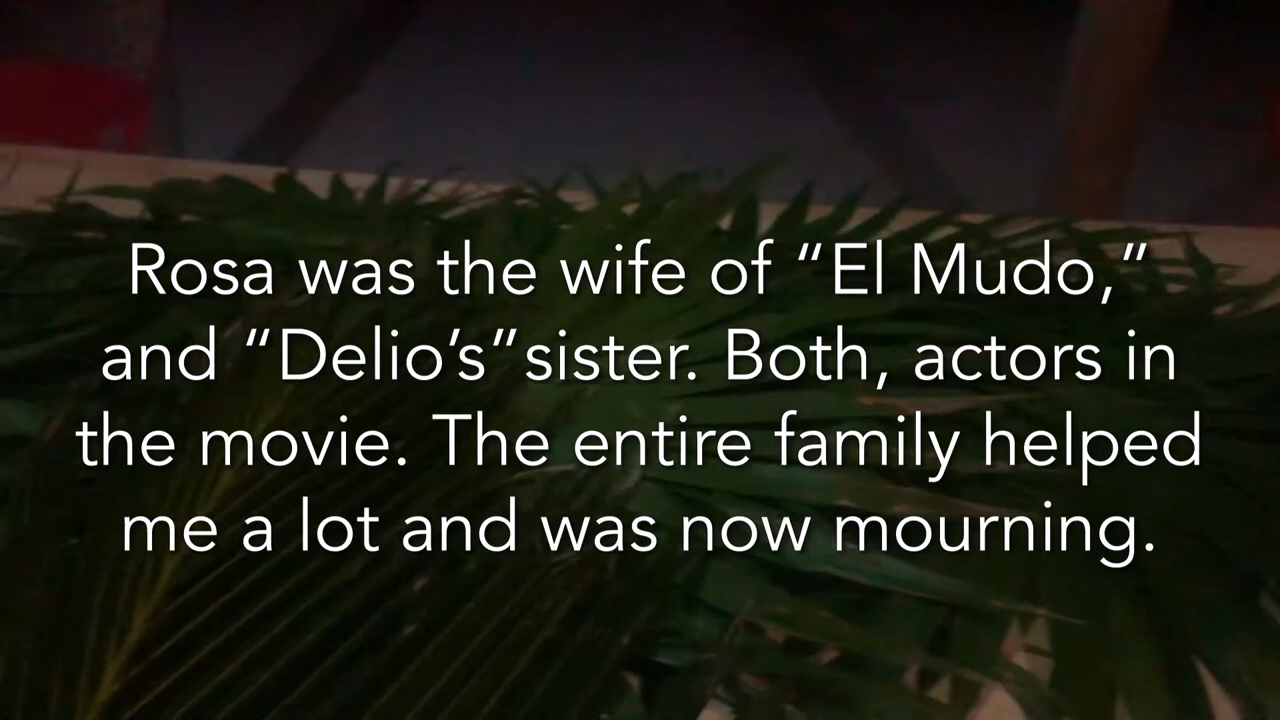 Rosa was the wife of “El Mudo,”
and “Delio’s”sister. Both, actors in
the movie. The entire family helped
me a lot and was now mourning.